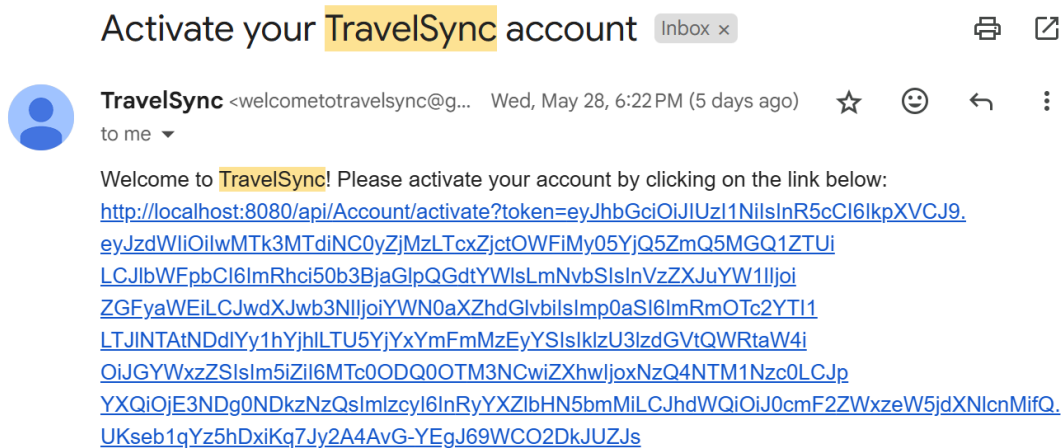 Activate your TravelSync account Inbox ×
TravelSync <welcometotravelsync@g... Wed, May 28, 6:22 PM (5 days ago)
to me
Welcome to TravelSync! Please activate your account by clicking on the link below:
http://localhost:8080/api/Account/activate?token=eyJhbGciOiJIUzI1NiIsInR5cCI6IkpXVCJ9.
eyJzdWIiOiIwMTk3MTdiNC0yZjMzLTcxZjctOWFiMy05YjQ5ZmQ5MGQ1ZTUi
LCJlbWFpbCI6ImRhci50b3BjaGlpQGdtYWlsLmNvbSIsInVzZXJuYW1lIjoi
ZGFyaWEiLCJwdXJwb3NlIjoiYWN0aXZhdGlvbiIsImp0aSI6ImRmOTc2YTI1
LTJlNTAtNDdlYy1hYjhlLTU5YjYxYmFmMzEyYSIsIklzU3lzdGVtQWRtaW4i
OiJGYWxzZSIsIm5iZiI6MTc0ODQ0OTM3NCwiZXhwIjoxNzQ4NTM1Nzc0LCJp
YXQiOjE3NDg0NDkzNzQsImlzcyI6InRyYXZlbHN5bmMiLCJhdWQiOiJ0cmF2ZWxzeW5jdXNlcnMifQ.
UKseb1qYz5hDxiKq7Jy2A4AvG-YEgJ69WCO2DkJUZJs